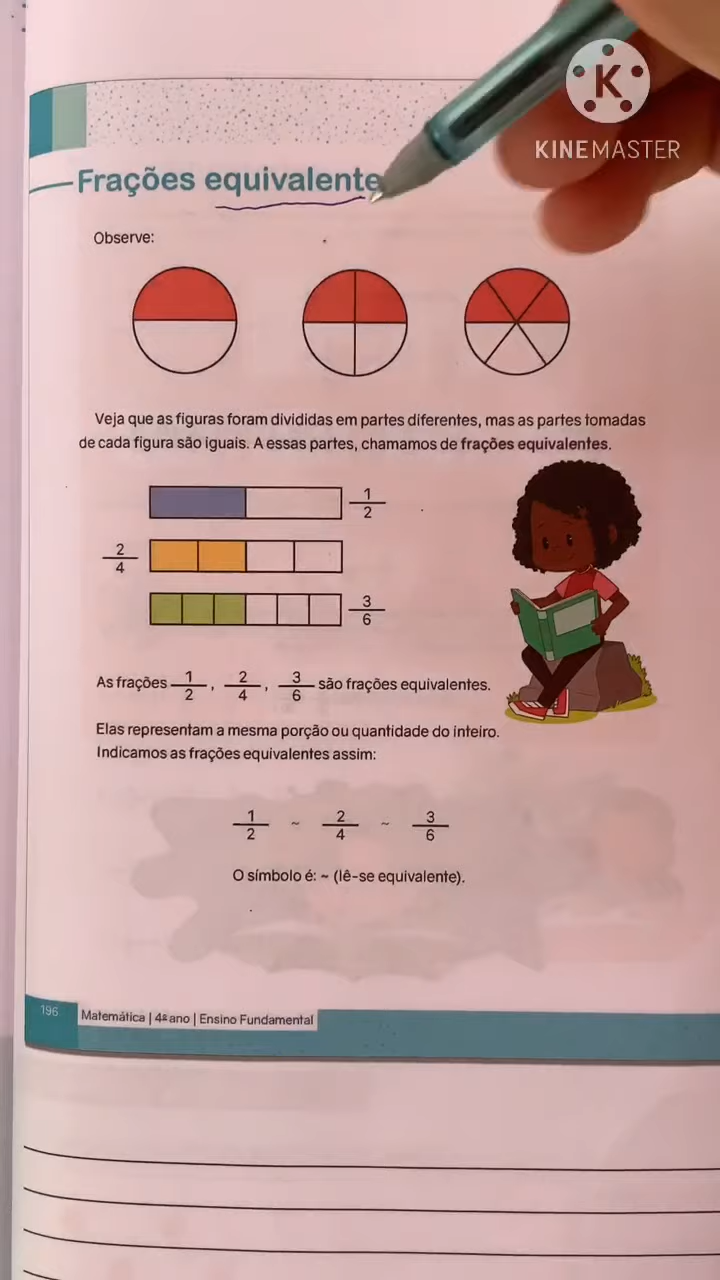 K
KINEMASTER
Frações equivalente
Observe:
Veja que as figuras foram divididas em partes diferentes, mas as partes tomadas
de cada figura são iguais. A essas partes, chamamos de frações equivalentes.
1/2
2/4
3/6
As frações 1/2, 2/4, 3/6 são frações equivalentes.
Elas representam a mesma porção ou quantidade do inteiro.
Indicamos as frações equivalentes assim:
1/2 ~ 2/4 ~ 3/6
O símbolo é: ~ (lê-se equivalente).
196 Matemática | 4º ano | Ensino Fundamental